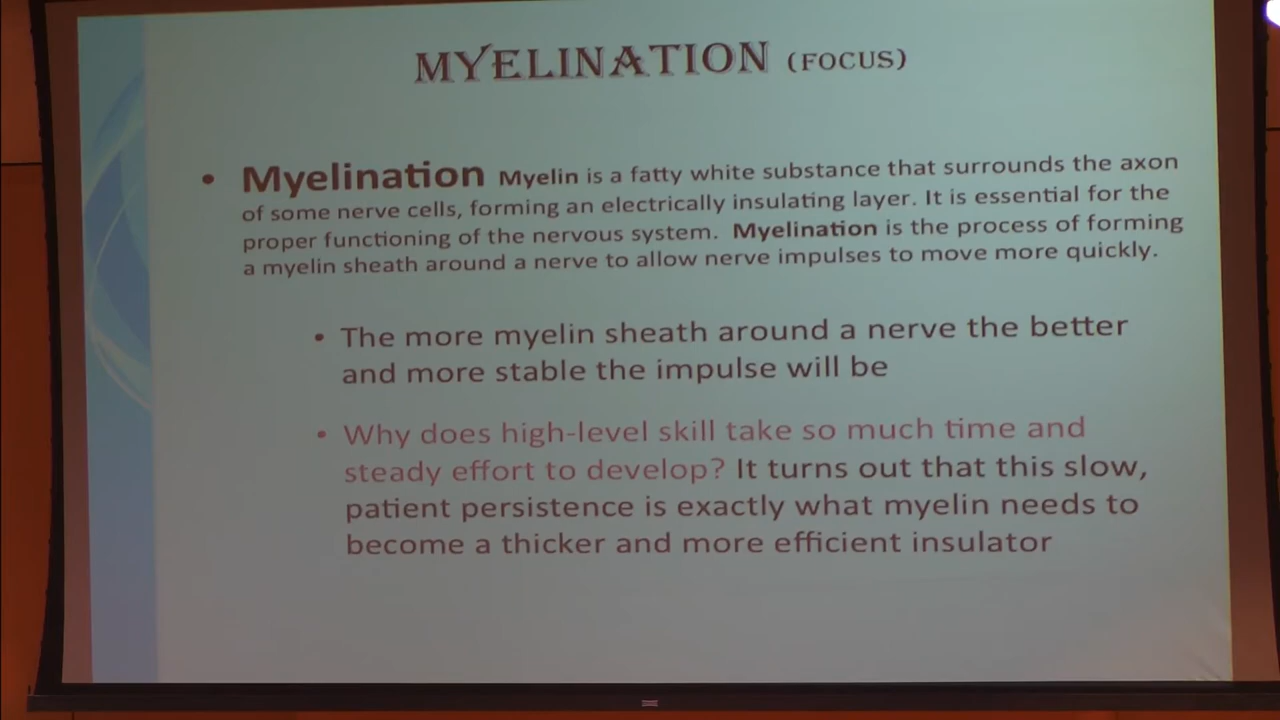 MYELINATION (FOCUS)
• Myelination Myelin is a fatty white substance that surrounds the axon
of some nerve cells, forming an electrically insulating layer. It is essential for the
proper functioning of the nervous system. Myelination is the process of forming
a myelin sheath around a nerve to allow nerve impulses to move more quickly.
• The more myelin sheath around a nerve the better
and more stable the impulse will be
• Why does high-level skill take so much time and
steady effort to develop? It turns out that this slow,
patient persistence is exactly what myelin needs to
become a thicker and more efficient insulator